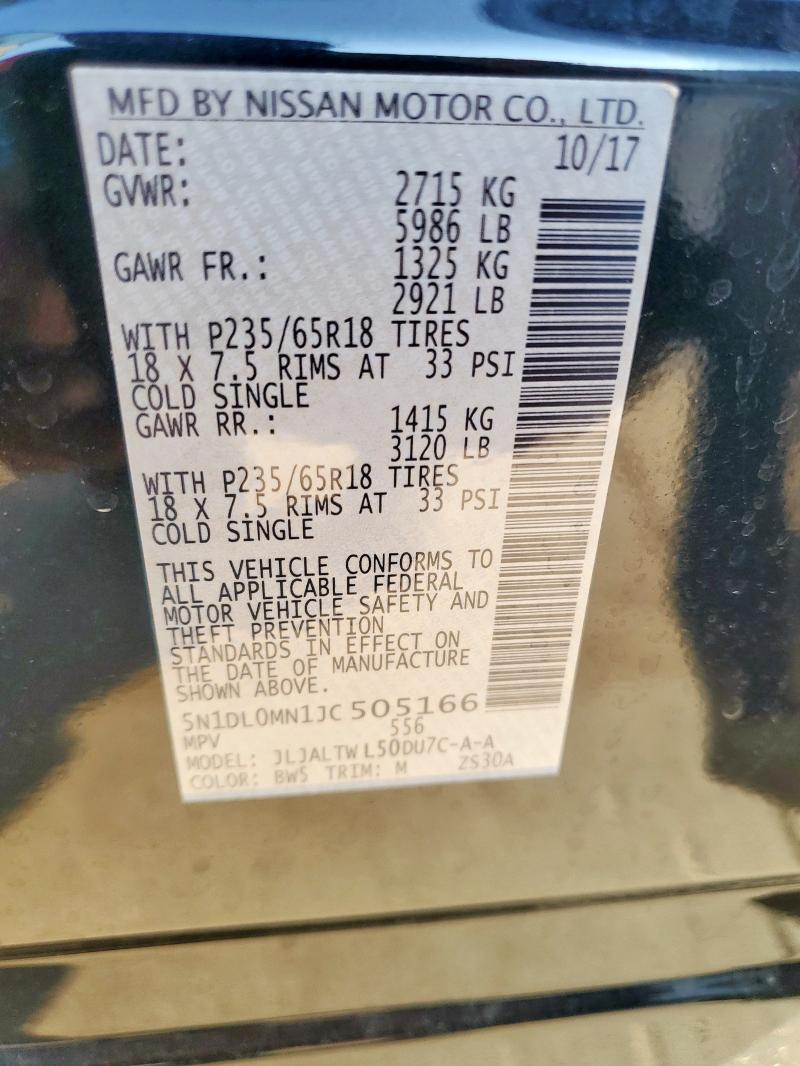 MFD BY NISSAN MOTOR CO., LTD.
DATE: 10/17
GVWR: 2715 KG
5986 LB
GAWR FR.: 1325 KG
2921 LB
WITH P235/65R18 TIRES
18 X 7.5 RIMS AT 33 PSI
COLD SINGLE
GAWR RR.: 1415 KG
3120 LB
WITH P235/65R18 TIRES
18 X 7.5 RIMS AT 33 PSI
COLD SINGLE
THIS VEHICLE CONFORMS TO
ALL APPLICABLE FEDERAL
MOTOR VEHICLE SAFETY AND
THEFT PREVENTION
STANDARDS IN EFFECT ON
THE DATE OF MANUFACTURE
SHOWN ABOVE.
5N1DL0MN1JC 505166
MPV 556
MODEL: JLJALTWL50DU7C-A-A
COLOR: BW5 TRIM: M ZS30A